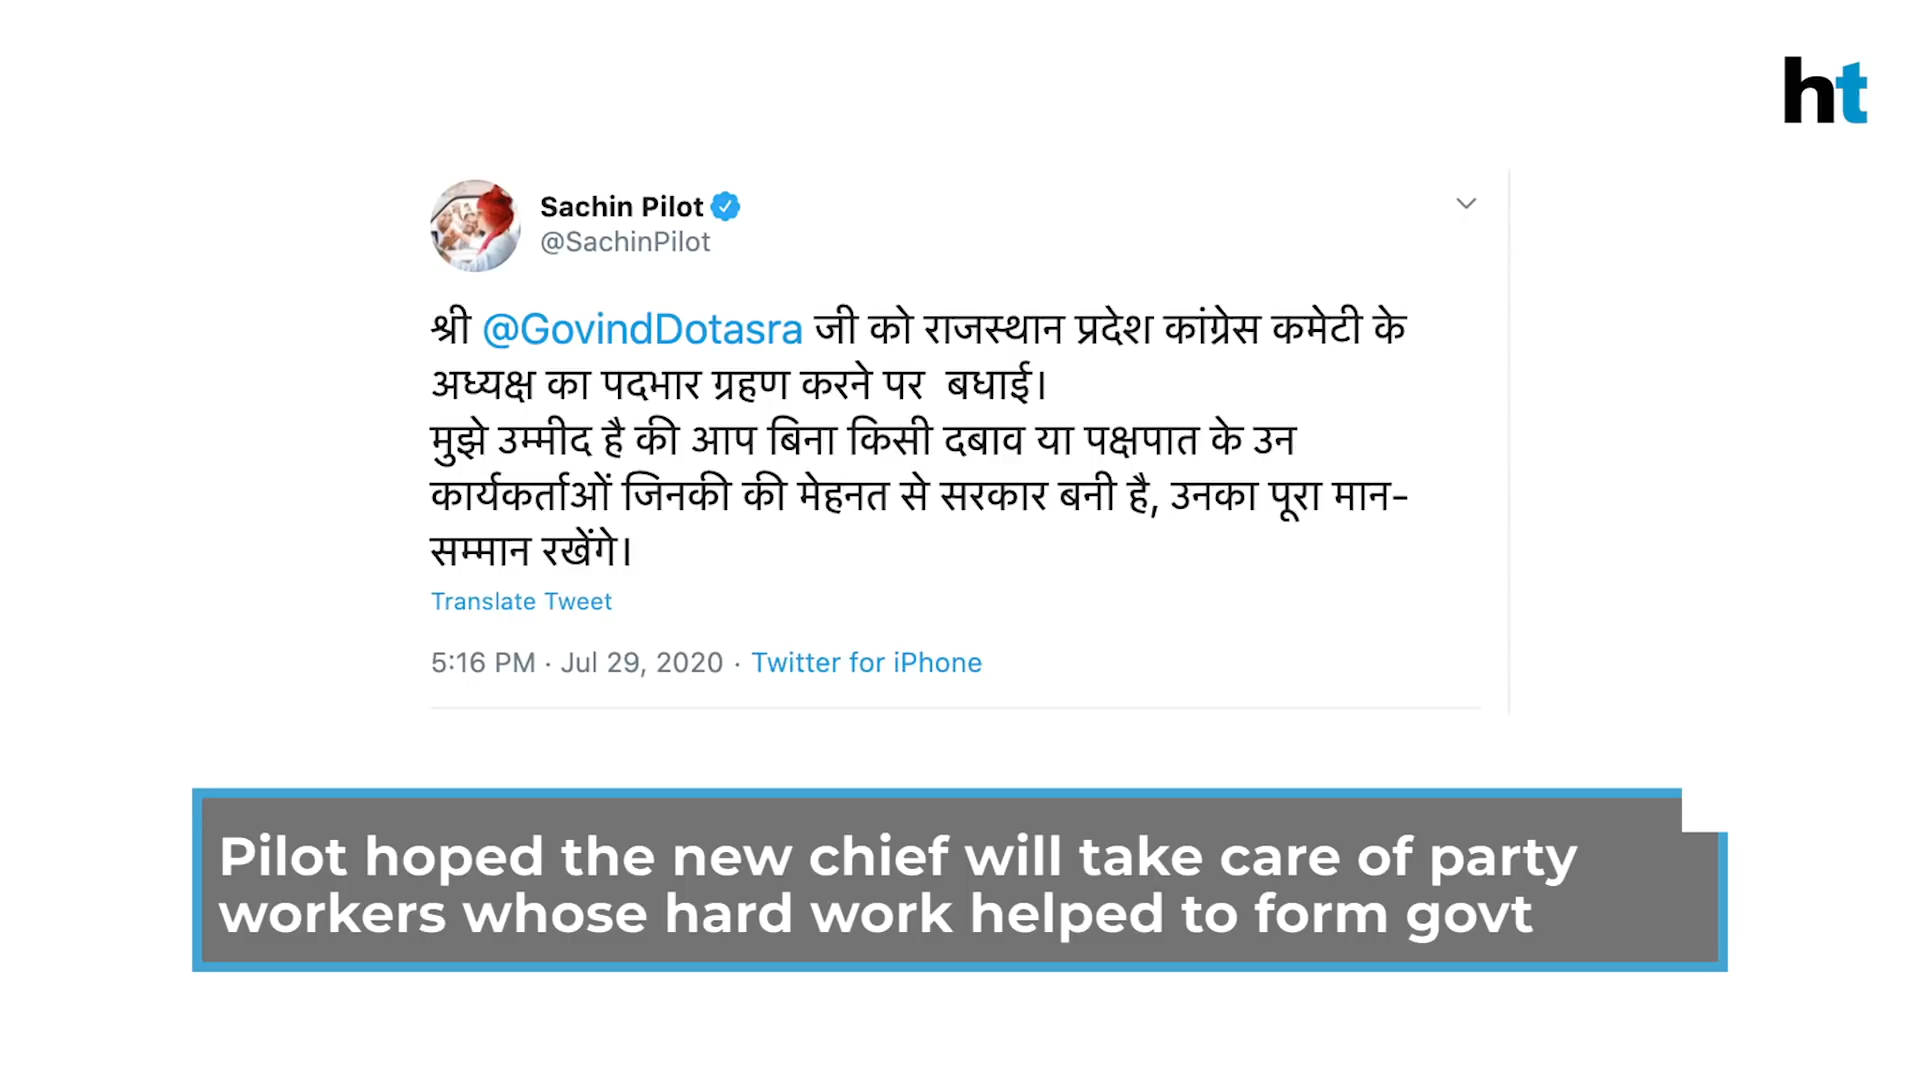 ht
Sachin Pilot
@SachinPilot
श्री @GovindDotasra जी को राजस्थान प्रदेश कांग्रेस कमेटी के
अध्यक्ष का पदभार ग्रहण करने पर  बधाई।
मुझे उम्मीद है की आप बिना किसी दबाव या पक्षपात के उन
कार्यकर्ताओं जिनकी की मेहनत से सरकार बनी है, उनका पूरा मान-
सम्मान रखेंगे।
Translate Tweet
5:16 PM · Jul 29, 2020 · Twitter for iPhone
Pilot hoped the new chief will take care of party
workers whose hard work helped to form govt